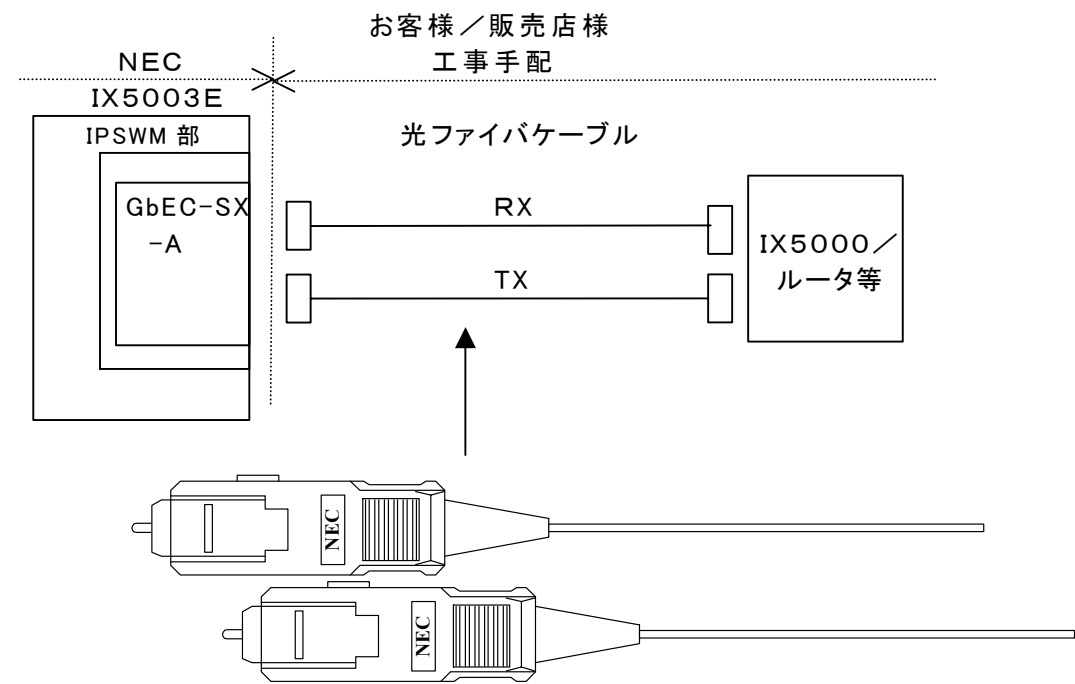 お客様／販売店様
工事手配
NEC
IX5003E
IPSWM 部
GbEC-SX
-A
光ファイバケーブル
RX
TX
IX5000／
ルータ等
NEC
NEC